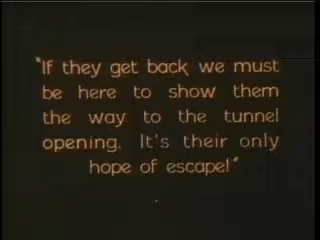 "If they get back we must
be here to show them
the way to the tunnel
opening. It's their only
hope of escape!"